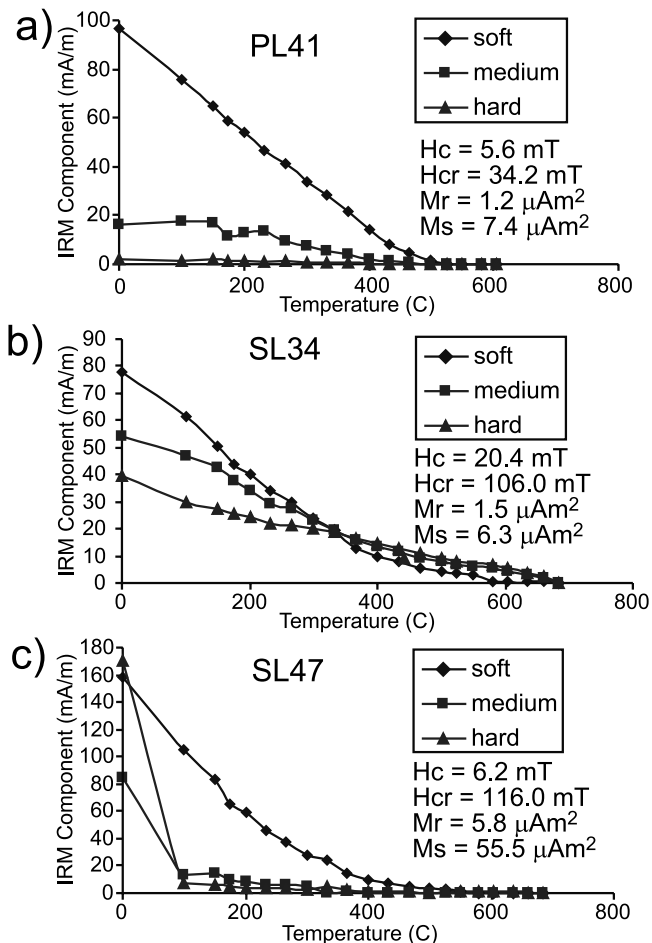 a)
PL41
IRM Component (mA/m)
100
80
60
40
20
0
0
200
400
600
800
Temperature (C)
soft
medium
hard
Hc = 5.6 mT
Hcr = 34.2 mT
Mr = 1.2 μAm²
Ms = 7.4 μAm²
b)
SL34
IRM Component (mA/m)
90
80
70
60
50
40
30
20
10
0
0
200
400
600
800
Temperature (C)
soft
medium
hard
Hc = 20.4 mT
Hcr = 106.0 mT
Mr = 1.5 μAm²
Ms = 6.3 μAm²
c)
SL47
IRM Component (mA/m)
180
160
140
120
100
80
60
40
20
0
0
200
400
600
800
Temperature (C)
soft
medium
hard
Hc = 6.2 mT
Hcr = 116.0 mT
Mr = 5.8 μAm²
Ms = 55.5 μAm²